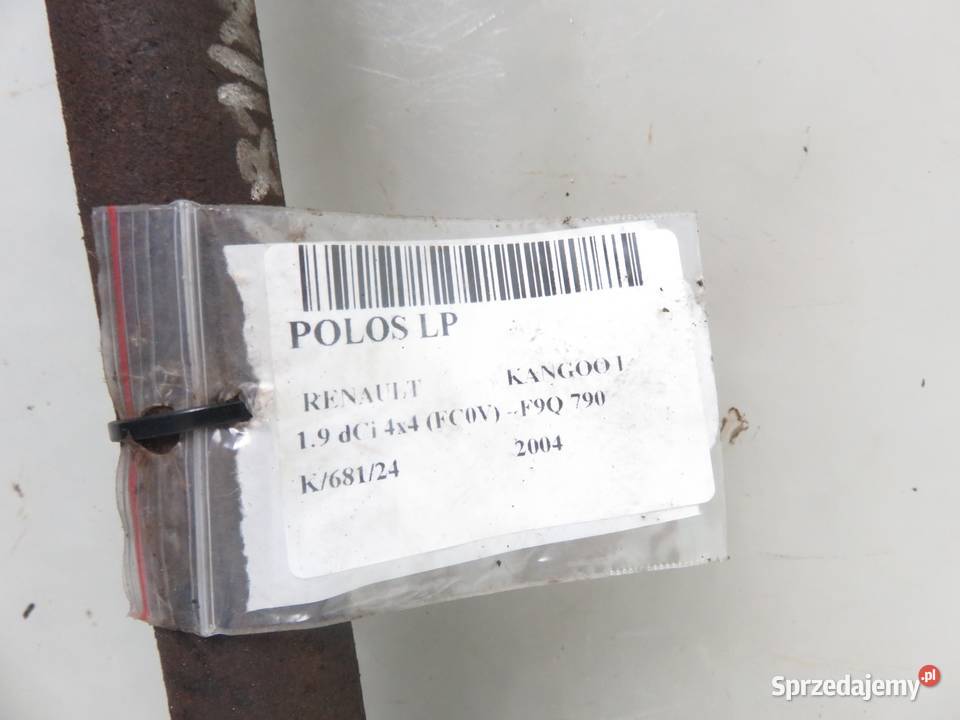 POLOS LP
RENAULT KANGOO I
1.9 dCi 4x4 (FC0V) - F9Q 790
K/681/24 2004
Sprzedajemy.pl